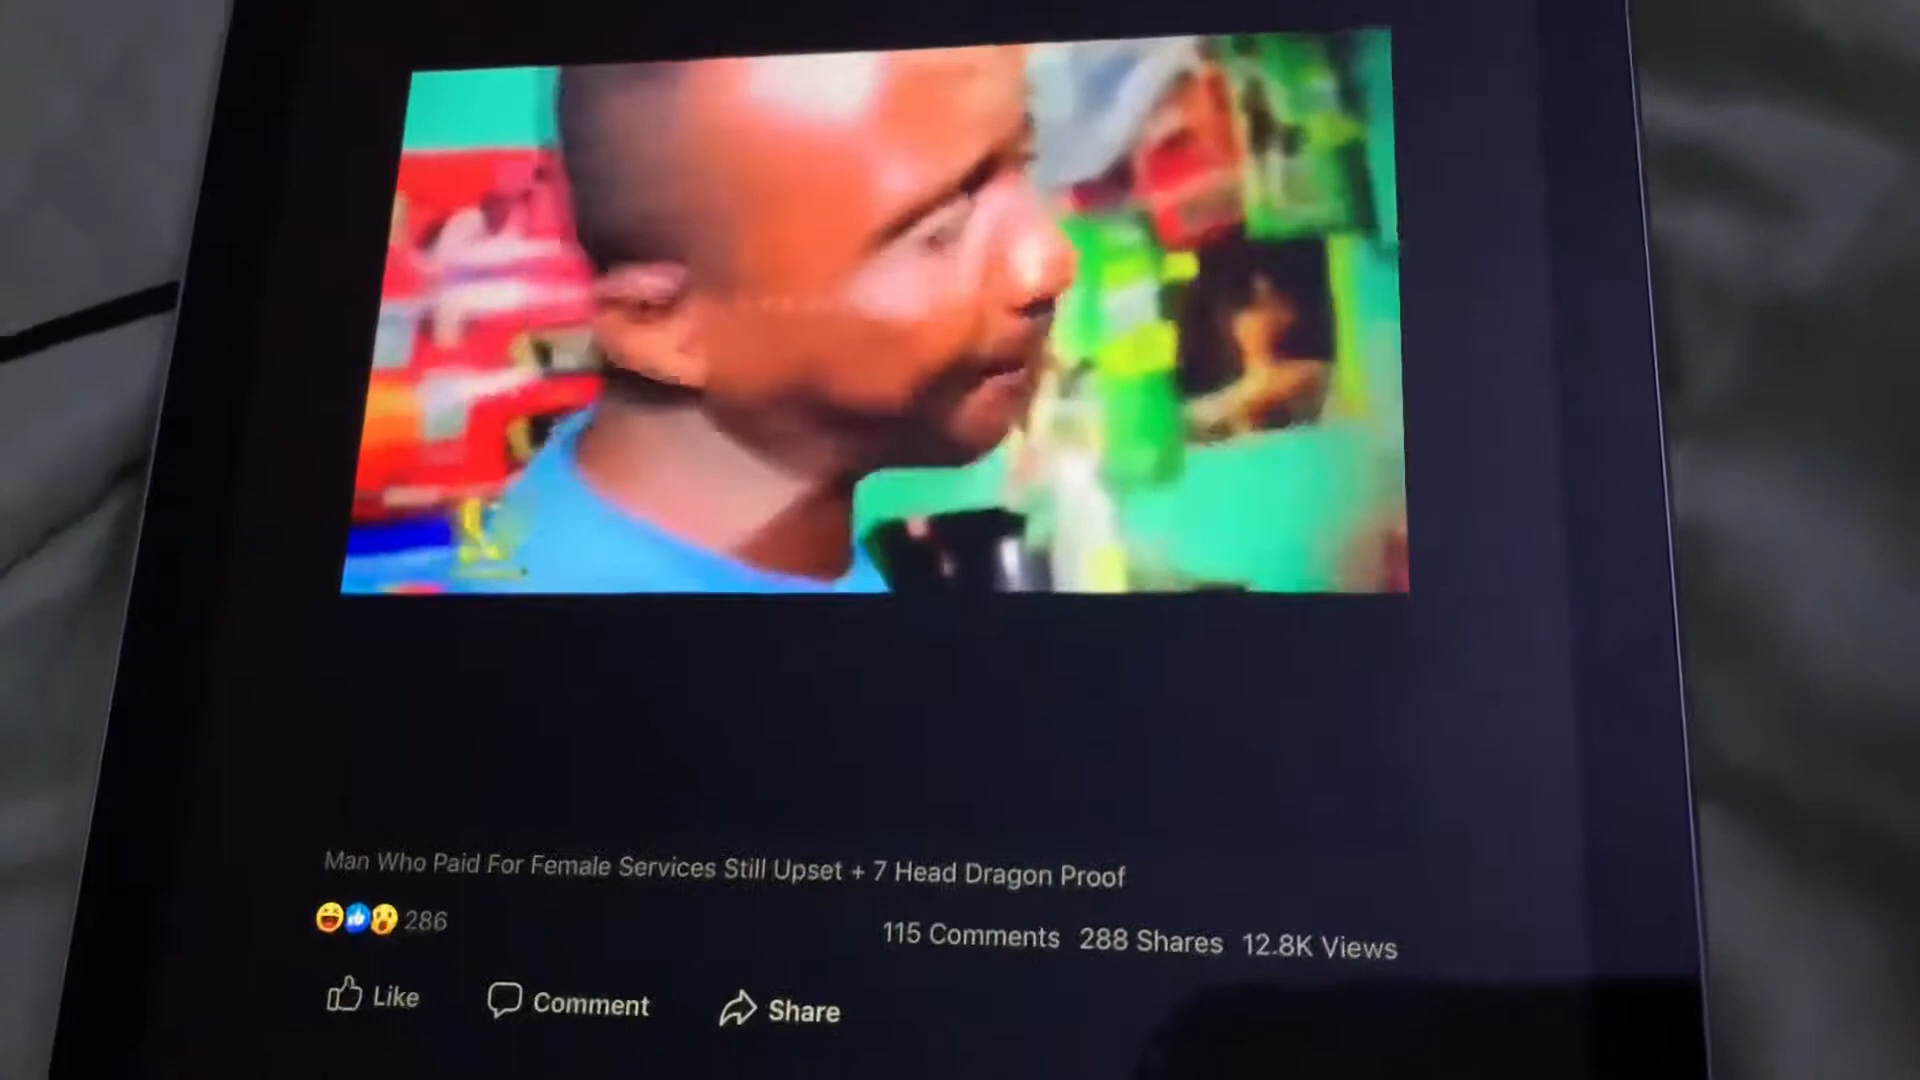 Man Who Paid For Female Services Still Upset + 7 Head Dragon Proof
286
115 Comments 288 Shares 12.8K Views
Like Comment Share